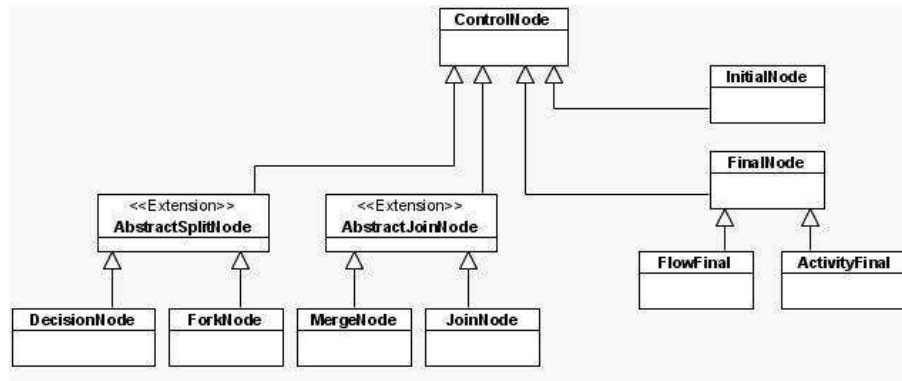 ControlNode
InitialNode
FinalNode
<<Extension>>
AbstractSplitNode
<<Extension>>
AbstractJoinNode
FlowFinal
ActivityFinal
DecisionNode
ForkNode
MergeNode
JoinNode